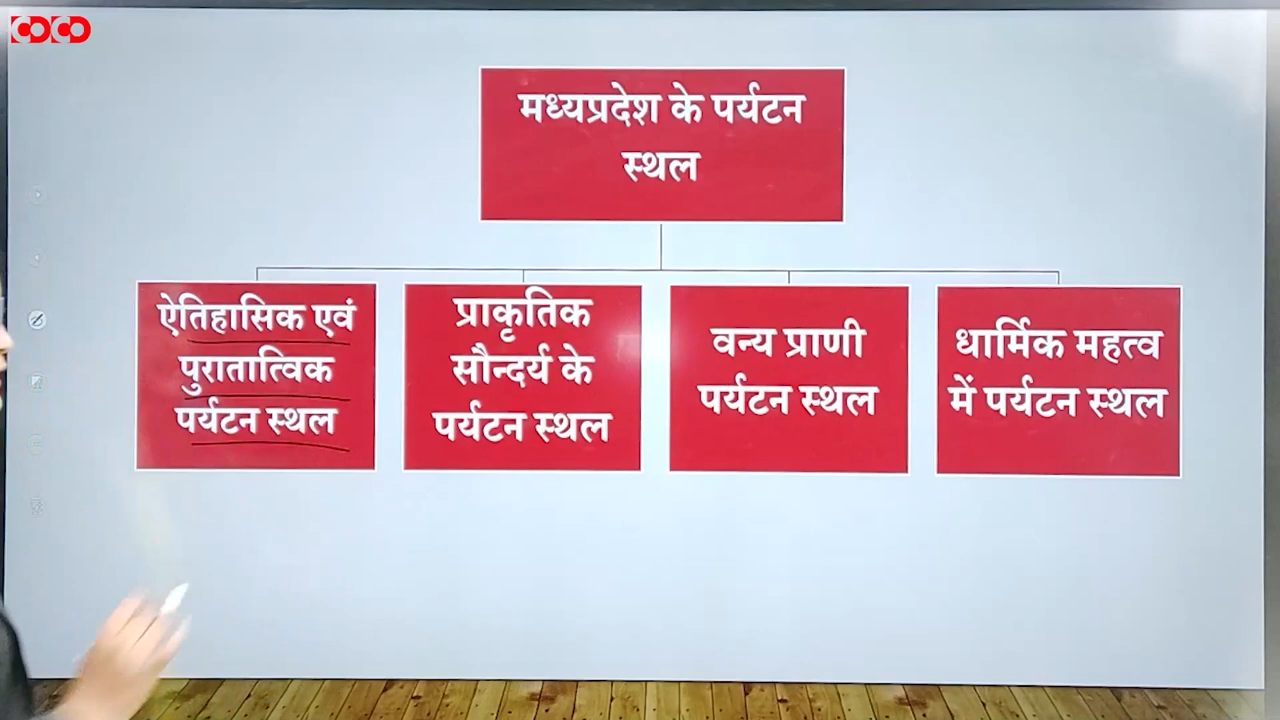 COCO
मध्यप्रदेश के पर्यटन
स्थल
ऐतिहासिक एवं
पुरातात्विक
पर्यटन स्थल
प्राकृतिक
सौन्दर्य के
पर्यटन स्थल
वन्य प्राणी
पर्यटन स्थल
धार्मिक महत्व
में पर्यटन स्थल